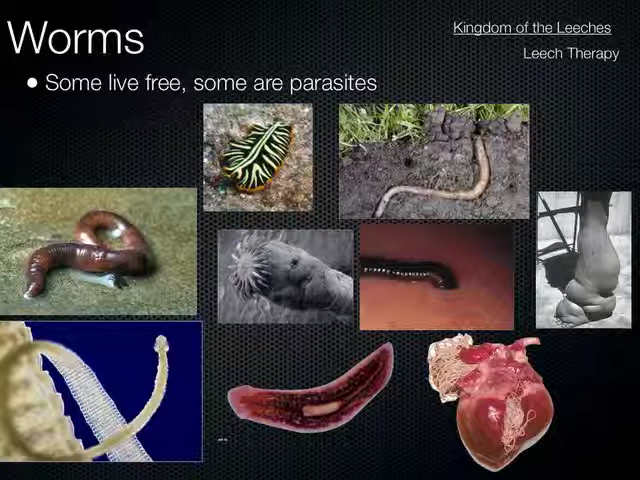 Worms
Kingdom of the Leeches
Leech Therapy
• Some live free, some are parasites